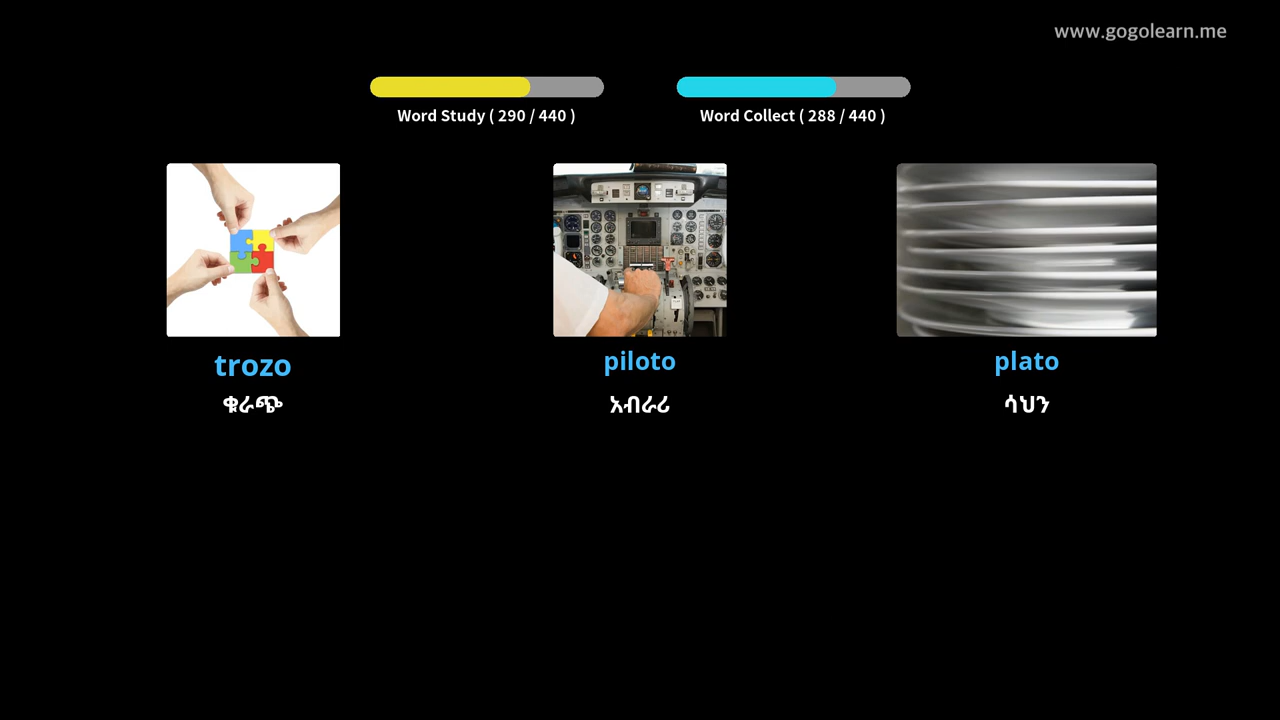 www.gogolearn.me
Word Study ( 290 / 440 )
Word Collect ( 288 / 440 )
trozo
ቁራጭ
piloto
አብራሪ
plato
ሳህን